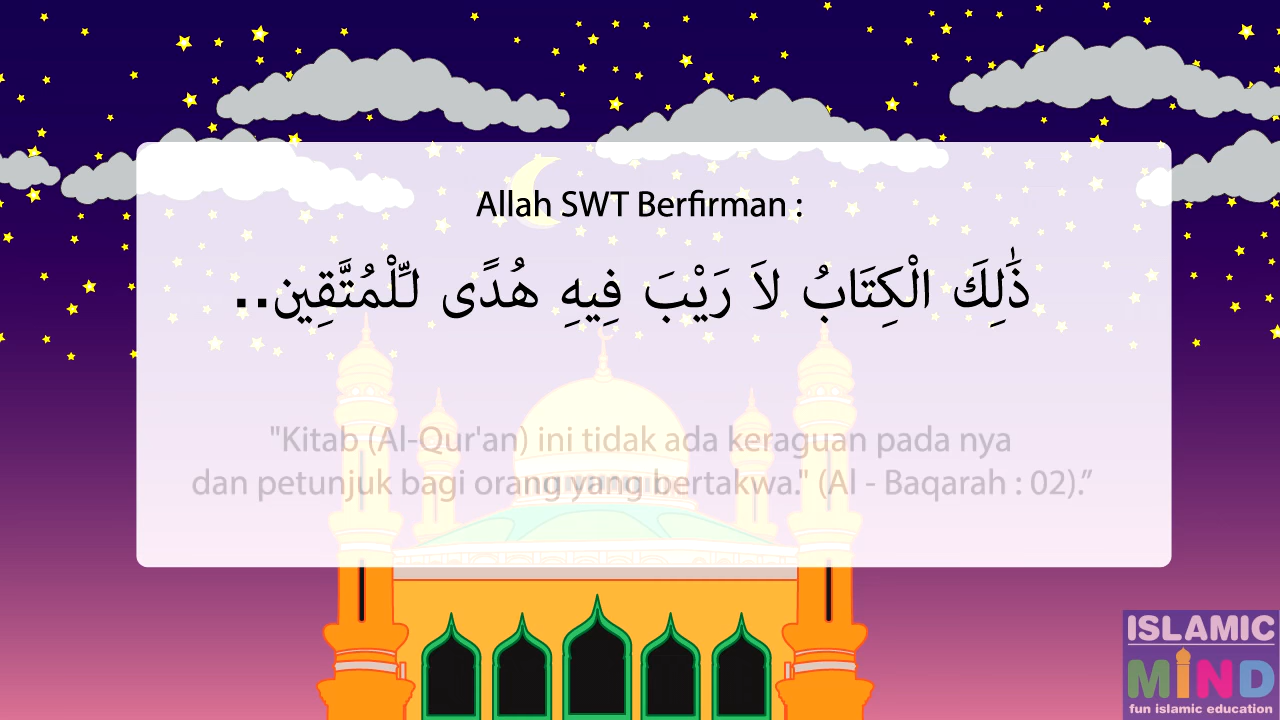 Allah SWT Berfirman :
ذَٰلِكَ الْكِتَابُ لاَ رَيْبَ فِيهِ هُدًى لِّلْمُتَّقِين..
"Kitab (Al-Qur'an) ini tidak ada keraguan pada nya
dan petunjuk bagi orang yang bertakwa." (Al - Baqarah : 02).”
ISLAMIC
MIND
fun islamic education